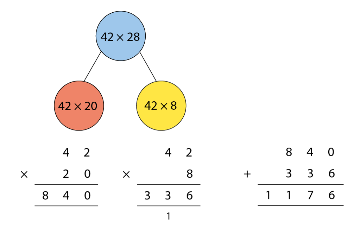 42 × 28
42 × 20
42 × 8
4 2
× 2 0
8 4 0
4 2
× 8
3 3 6
1
8 4 0
+ 3 3 6
1 1 7 6